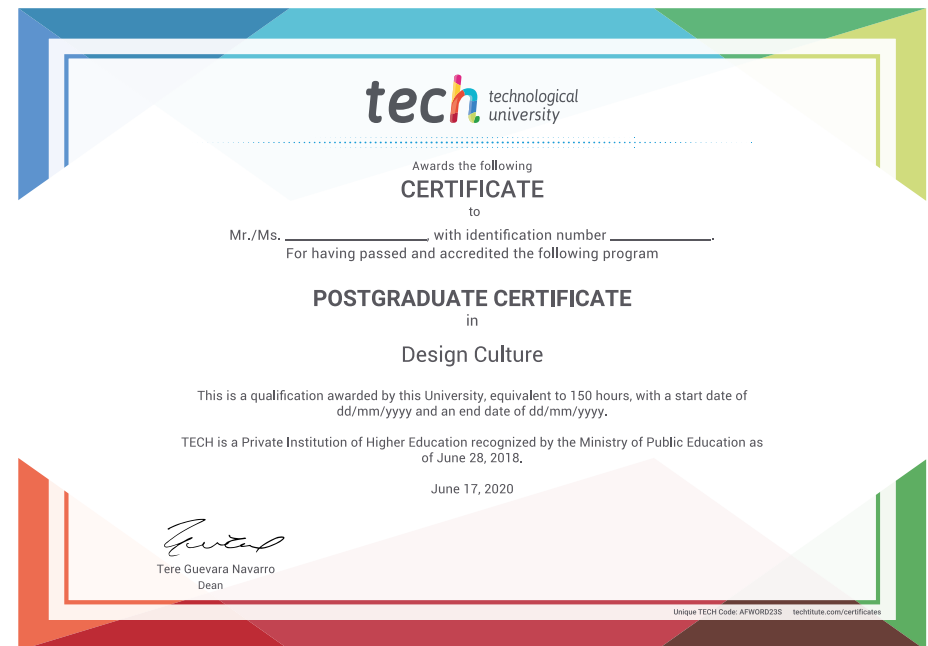 tech technological
university
Awards the following
CERTIFICATE
to
Mr./Ms. ____________________, with identification number ______________.
For having passed and accredited the following program
POSTGRADUATE CERTIFICATE
in
Design Culture
This is a qualification awarded by this University, equivalent to 150 hours, with a start date of
dd/mm/yyyy and an end date of dd/mm/yyyy.
TECH is a Private Institution of Higher Education recognized by the Ministry of Public Education as
of June 28, 2018.
June 17, 2020
Tere Guevara Navarro
Dean
Unique TECH Code: AFWORD23S techtitute.com/certificates